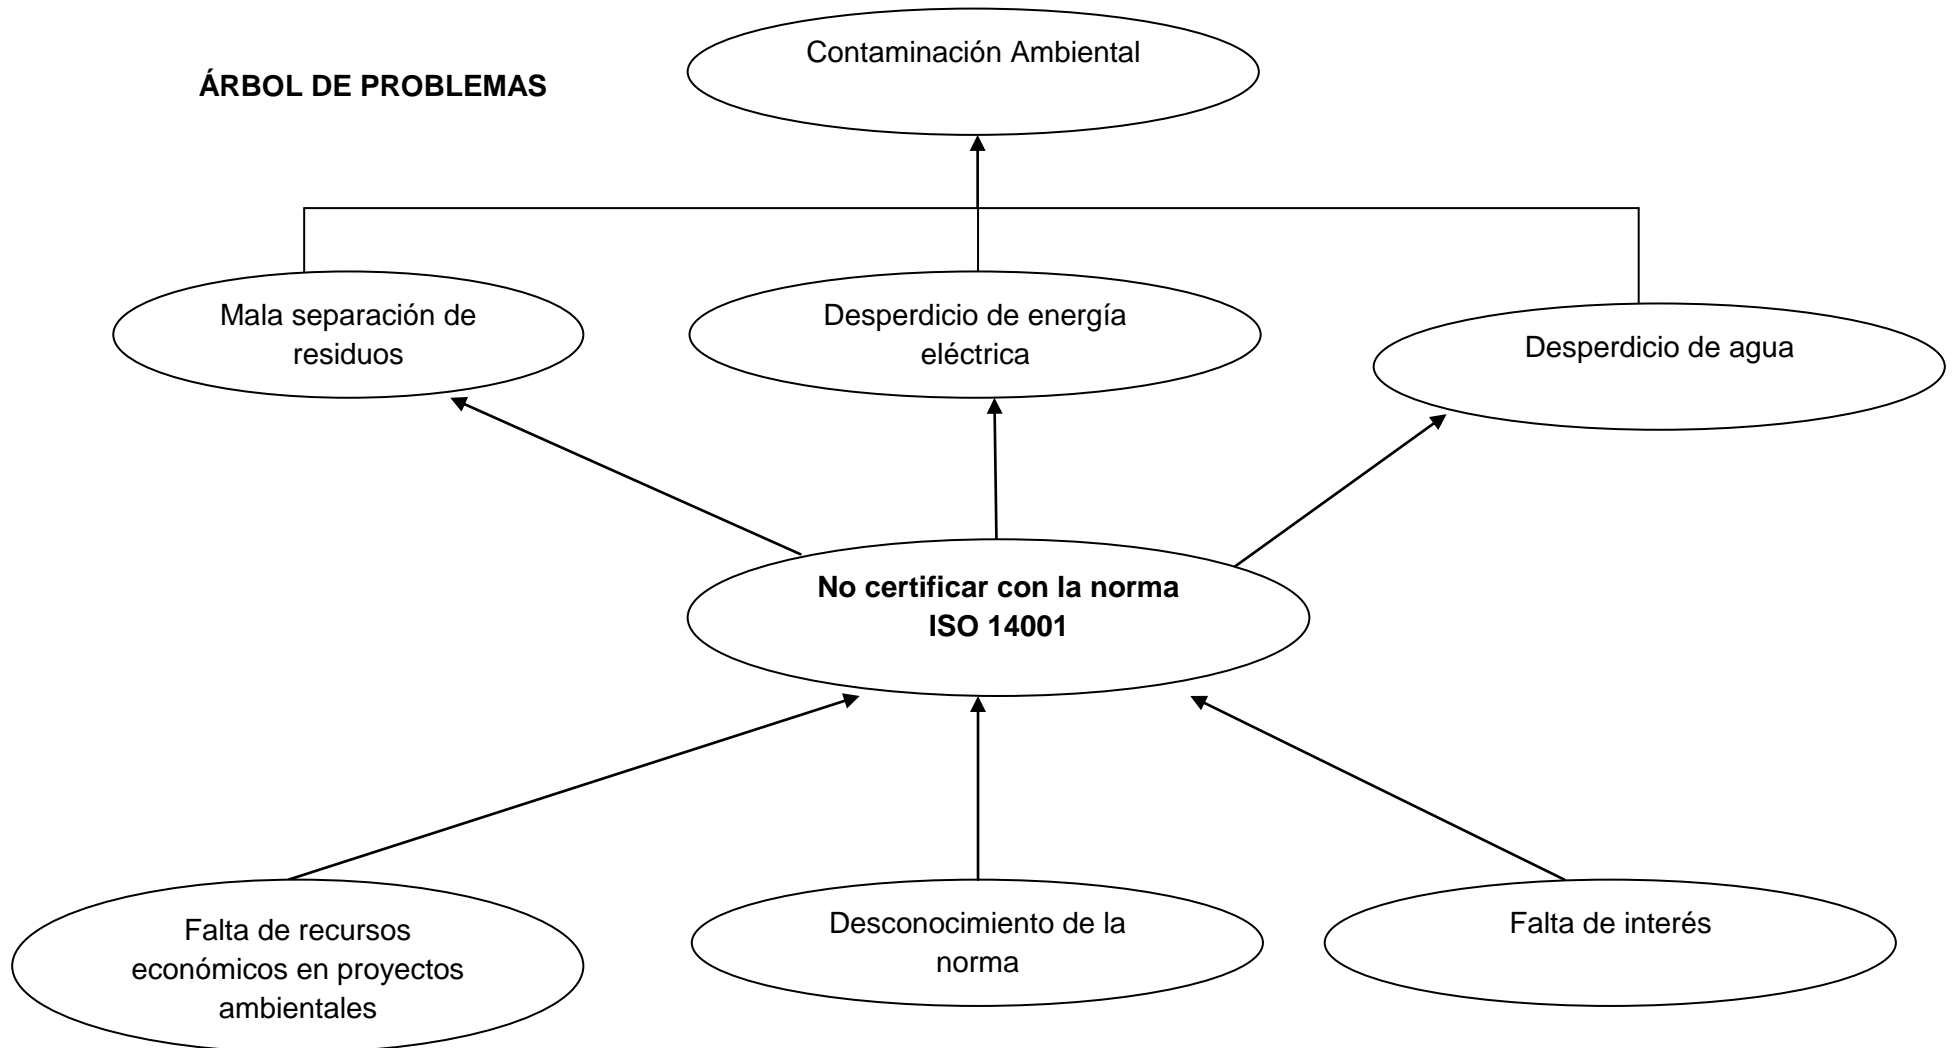 Contaminación Ambiental
ÁRBOL DE PROBLEMAS
Mala separación de
residuos
Desperdicio de energía
eléctrica
Desperdicio de agua
No certificar con la norma
ISO 14001
Falta de recursos
económicos en proyectos
ambientales
Desconocimiento de la
norma
Falta de interés